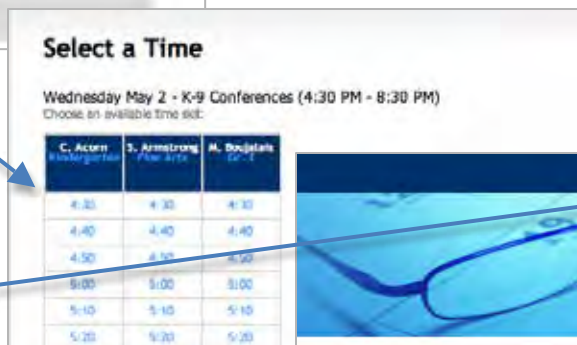 Select a Time
Wednesday May 2 - K-9 Conferences (4:30 PM - 8:30 PM)
Choose an available time slot:
C. Acorn S. Armstrong M. Boujalais
Kindergarten Fine Arts Gr. 1
4:30 4:30 4:30
4:40 4:40 4:40
4:50 4:50 4:50
5:00 5:00 5:00
5:10 5:10 5:10
5:20 5:20 5:20